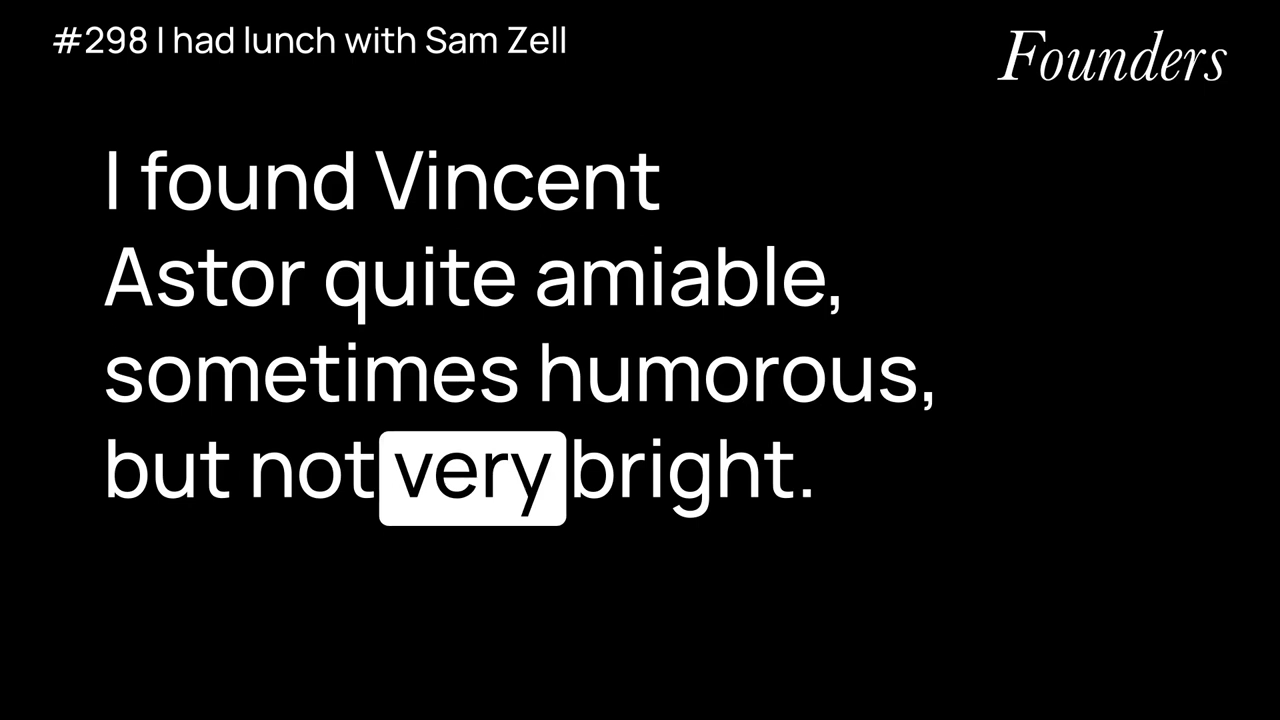 #298 I had lunch with Sam Zell
Founders
I found Vincent
Astor quite amiable,
sometimes humorous,
but not very bright.